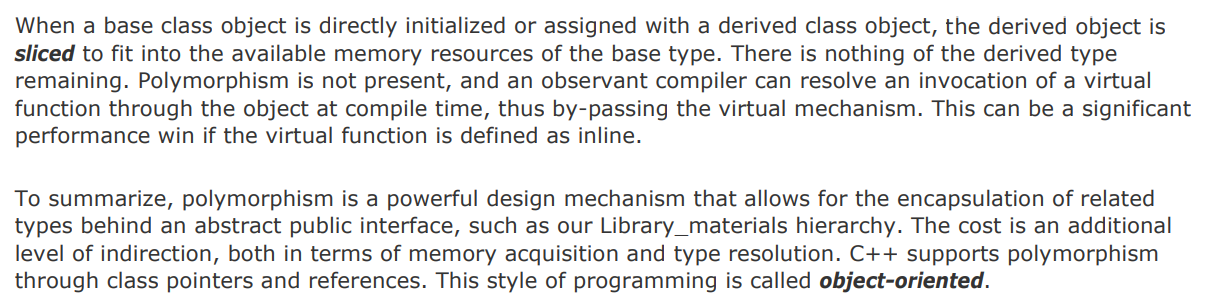 When a base class object is directly initialized or assigned with a derived class object, the derived object is
sliced to fit into the available memory resources of the base type. There is nothing of the derived type
remaining. Polymorphism is not present, and an observant compiler can resolve an invocation of a virtual
function through the object at compile time, thus by-passing the virtual mechanism. This can be a significant
performance win if the virtual function is defined as inline.
To summarize, polymorphism is a powerful design mechanism that allows for the encapsulation of related
types behind an abstract public interface, such as our Library_materials hierarchy. The cost is an additional
level of indirection, both in terms of memory acquisition and type resolution. C++ supports polymorphism
through class pointers and references. This style of programming is called object-oriented.